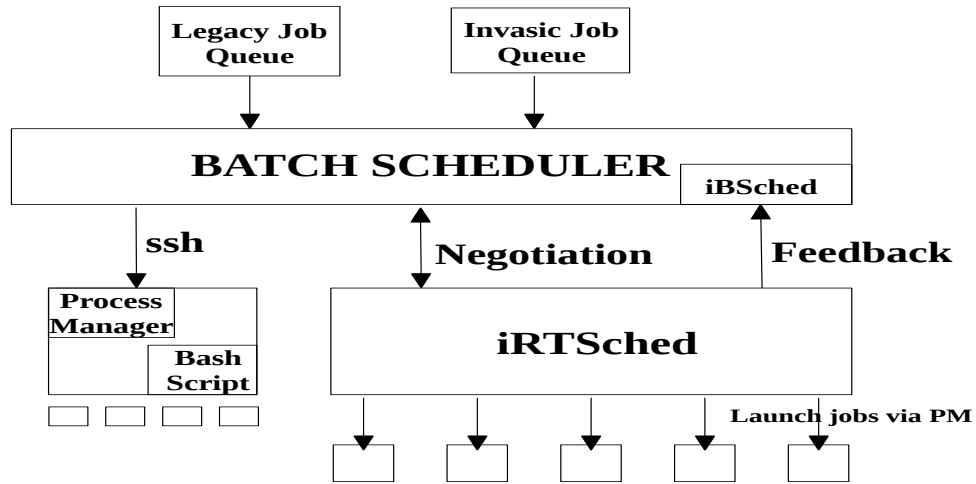 Legacy Job
Queue
Invasic Job
Queue
BATCH SCHEDULER
iBSched
ssh
Negotiation
Feedback
Process
Manager
Bash
Script
iRTSched
Launch jobs via PM